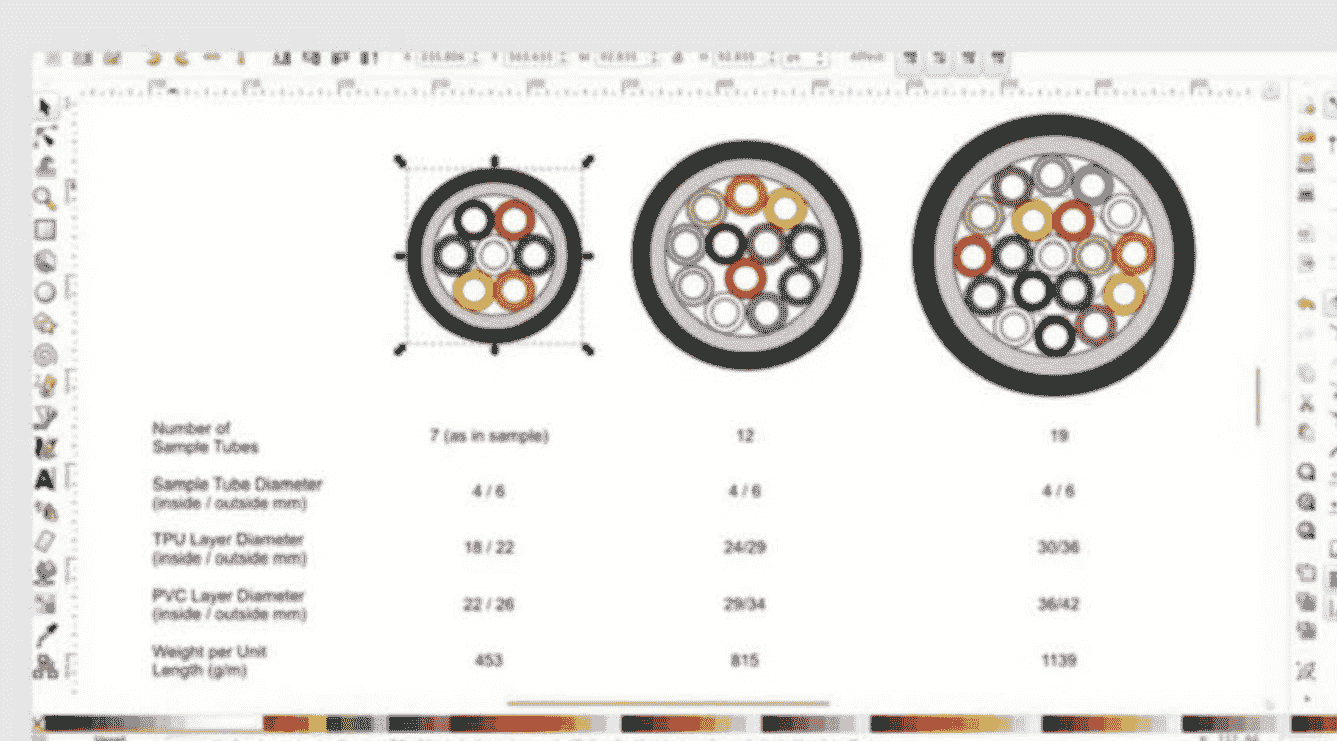 Number of
Sample Tubes
7 (as in sample)
12
19
Sample Tube Diameter
(inside / outside mm)
4 / 6
4 / 6
4 / 6
TPU Layer Diameter
(inside / outside mm)
18 / 22
24/29
30/36
PVC Layer Diameter
(inside / outside mm)
22 / 26
29/34
36/42
Weight per Unit
Length (g/m)
453
815
1139